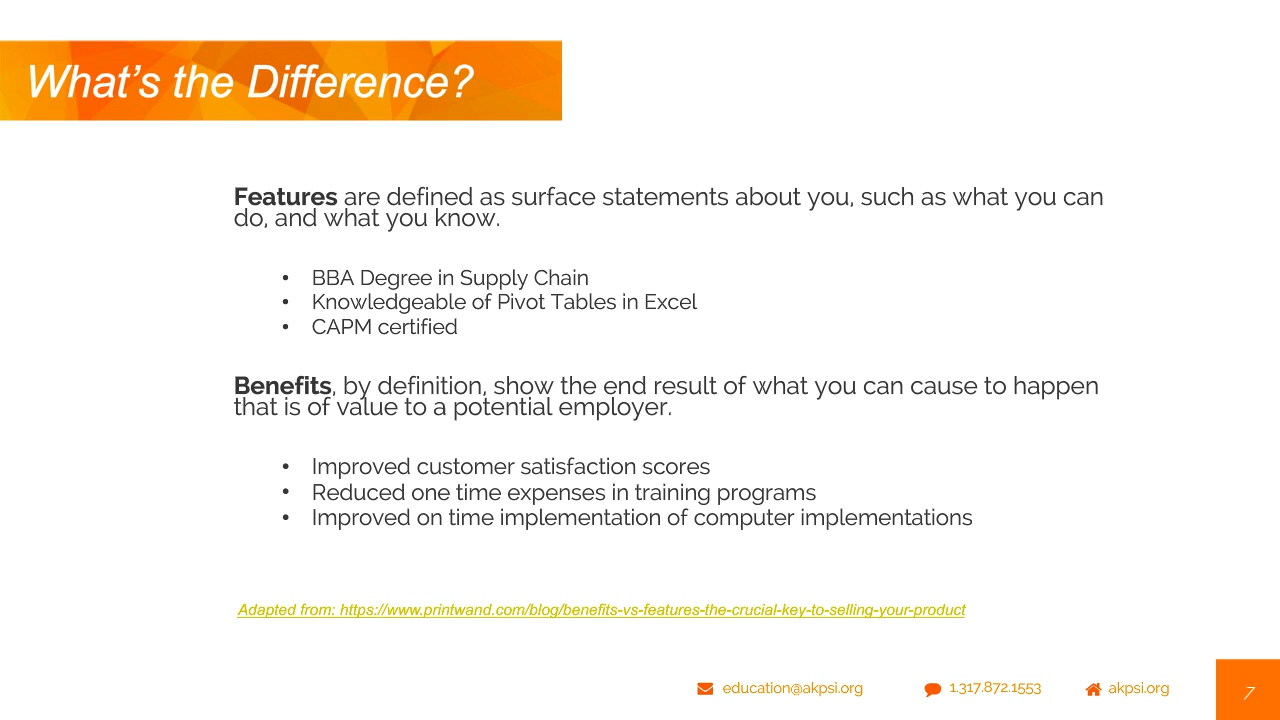 What's the Difference?
Features are defined as surface statements about you, such as what you can
do, and what you know.
• BBA Degree in Supply Chain
• Knowledgeable of Pivot Tables in Excel
• CAPM certified
Benefits, by definition, show the end result of what you can cause to happen
that is of value to a potential employer.
• Improved customer satisfaction scores
• Reduced one time expenses in training programs
• Improved on time implementation of computer implementations
Adapted from: https://www.printwand.com/blog/benefits-vs-features-the-crucial-key-to-selling-your-product
education@akpsi.org 1.317.872.1553 akpsi.org 7